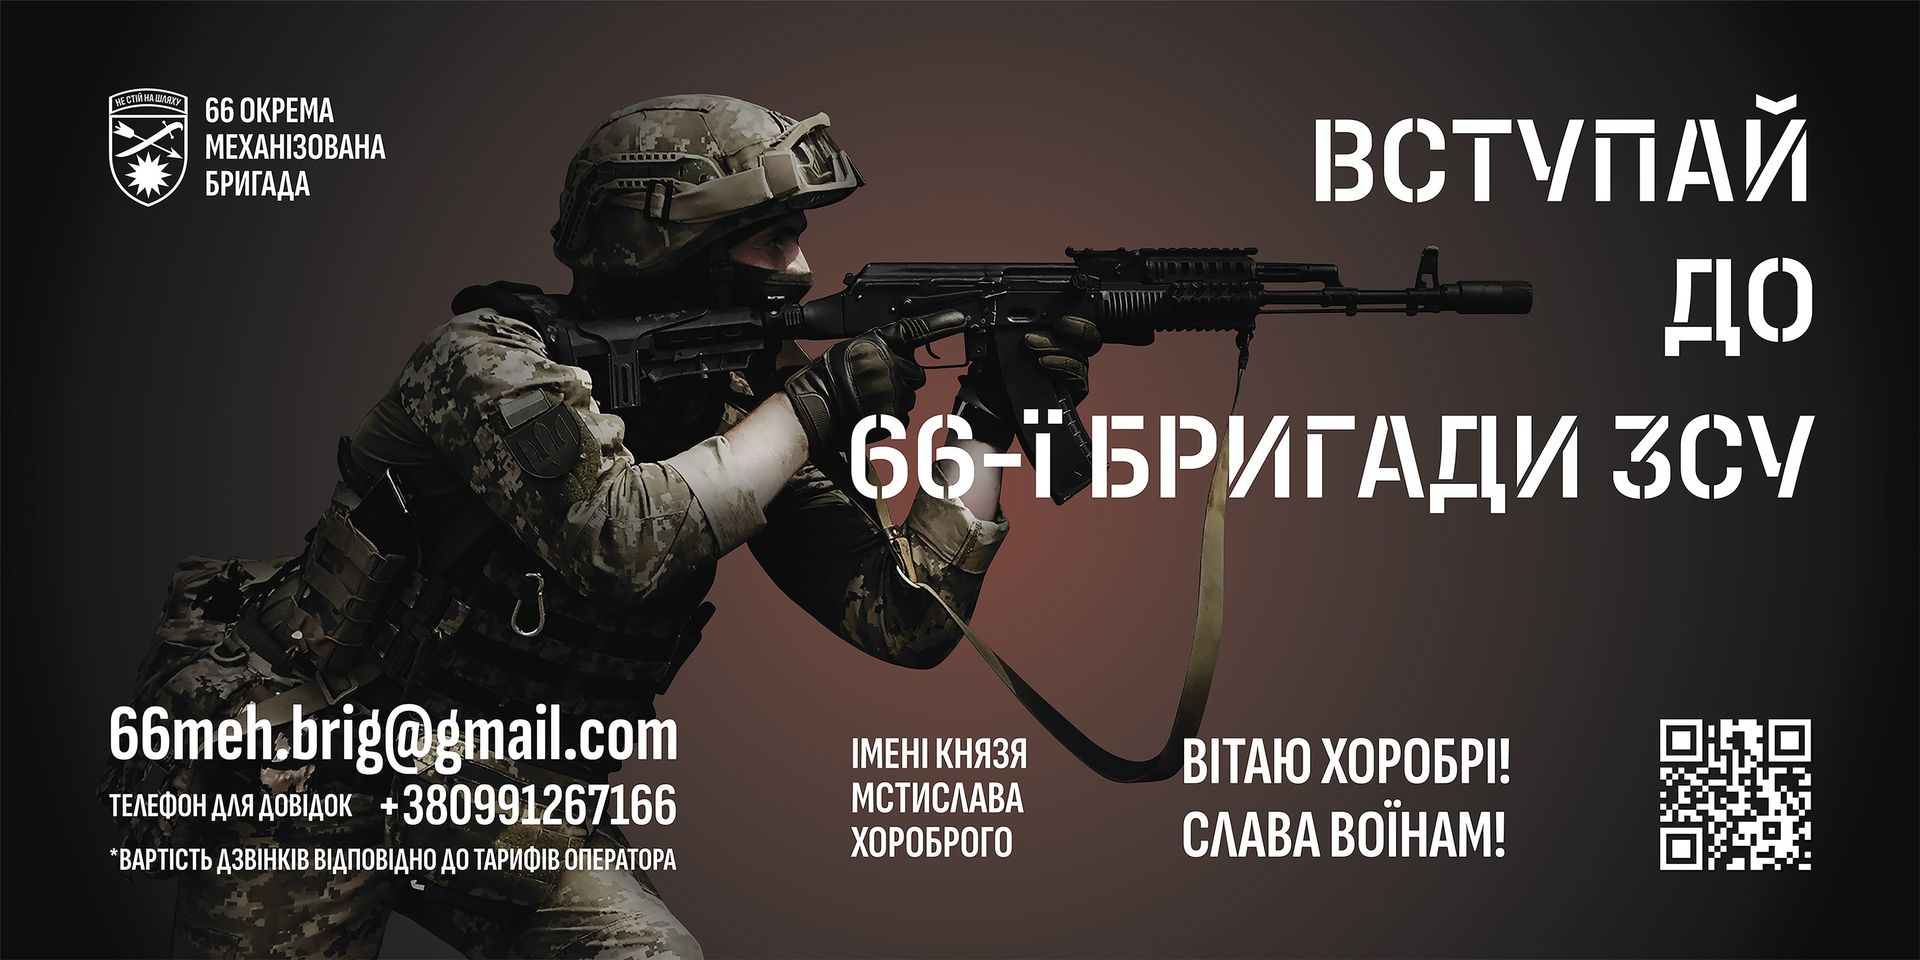 НЕ СТІЙ НА ШЛЯХУ
66 ОКРЕМА
МЕХАНІЗОВАНА
БРИГАДА
ВСТУПАЙ
ДО
66-Ї БРИГАДИ ЗСУ
66meh.brig@gmail.com
ТЕЛЕФОН ДЛЯ ДОВІДОК +380991267166
*ВАРТІСТЬ ДЗВІНКІВ ВІДПОВІДНО ДО ТАРИФІВ ОПЕРАТОРА
ІМЕНІ КНЯЗЯ
МСТИСЛАВА
ХОРОБРОГО
ВІТАЮ ХОРОБРІ!
СЛАВА ВОЇНАМ!